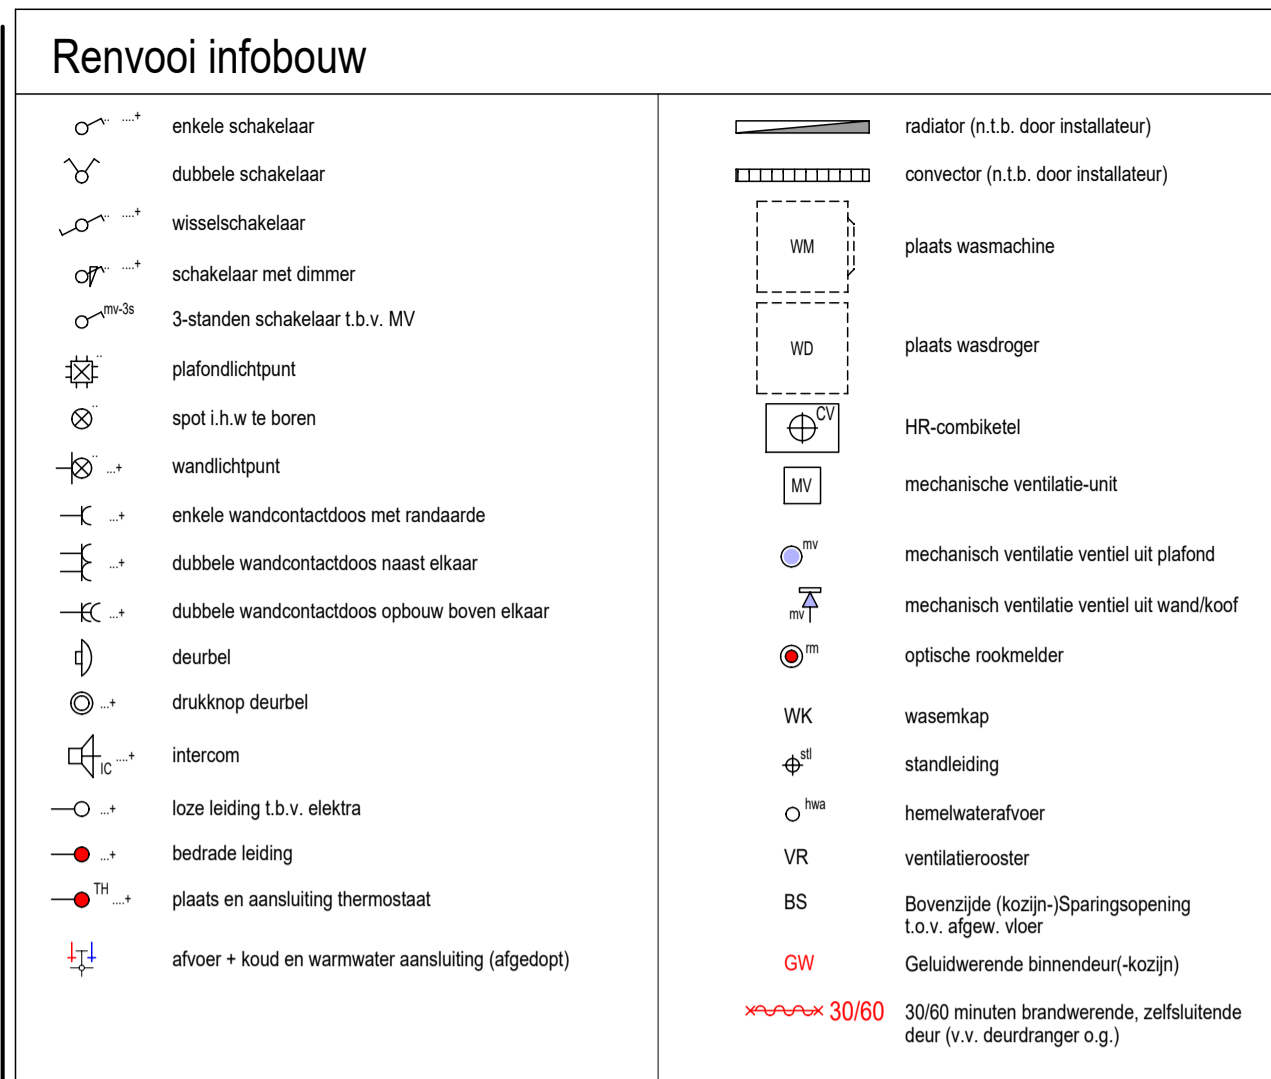 Renvooi infobouw
.. ....+ enkele schakelaar
dubbele schakelaar
.. ....+ wisselschakelaar
.. ....+ schakelaar met dimmer
mv-3s 3-standen schakelaar t.b.v. MV
.. plafondlichtpunt
.. spot i.h.w te boren
.. ...+ wandlichtpunt
...+ enkele wandcontactdoos met randaarde
...+ dubbele wandcontactdoos naast elkaar
...+ dubbele wandcontactdoos opbouw boven elkaar
deurbel
...+ drukknop deurbel
IC ....+ intercom
...+ loze leiding t.b.v. elektra
...+ bedrade leiding
TH ....+ plaats en aansluiting thermostaat
afvoer + koud en warmwater aansluiting (afgedopt)
radiator (n.t.b. door installateur)
convector (n.t.b. door installateur)
WM plaats wasmachine
WD plaats wasdroger
CV HR-combiketel
MV mechanische ventilatie-unit
mv mechanisch ventilatie ventiel uit plafond
mv mechanisch ventilatie ventiel uit wand/koof
rm optische rookmelder
WK wasemkap
stl standleiding
hwa hemelwaterafvoer
VR ventilatierooster
BS Bovenzijde (kozijn-)Sparingsopening
t.o.v. afgew. vloer
GW Geluidwerende binnendeur(-kozijn)
30/60 30/60 minuten brandwerende, zelfsluitende
deur (v.v. deurdranger o.g.)